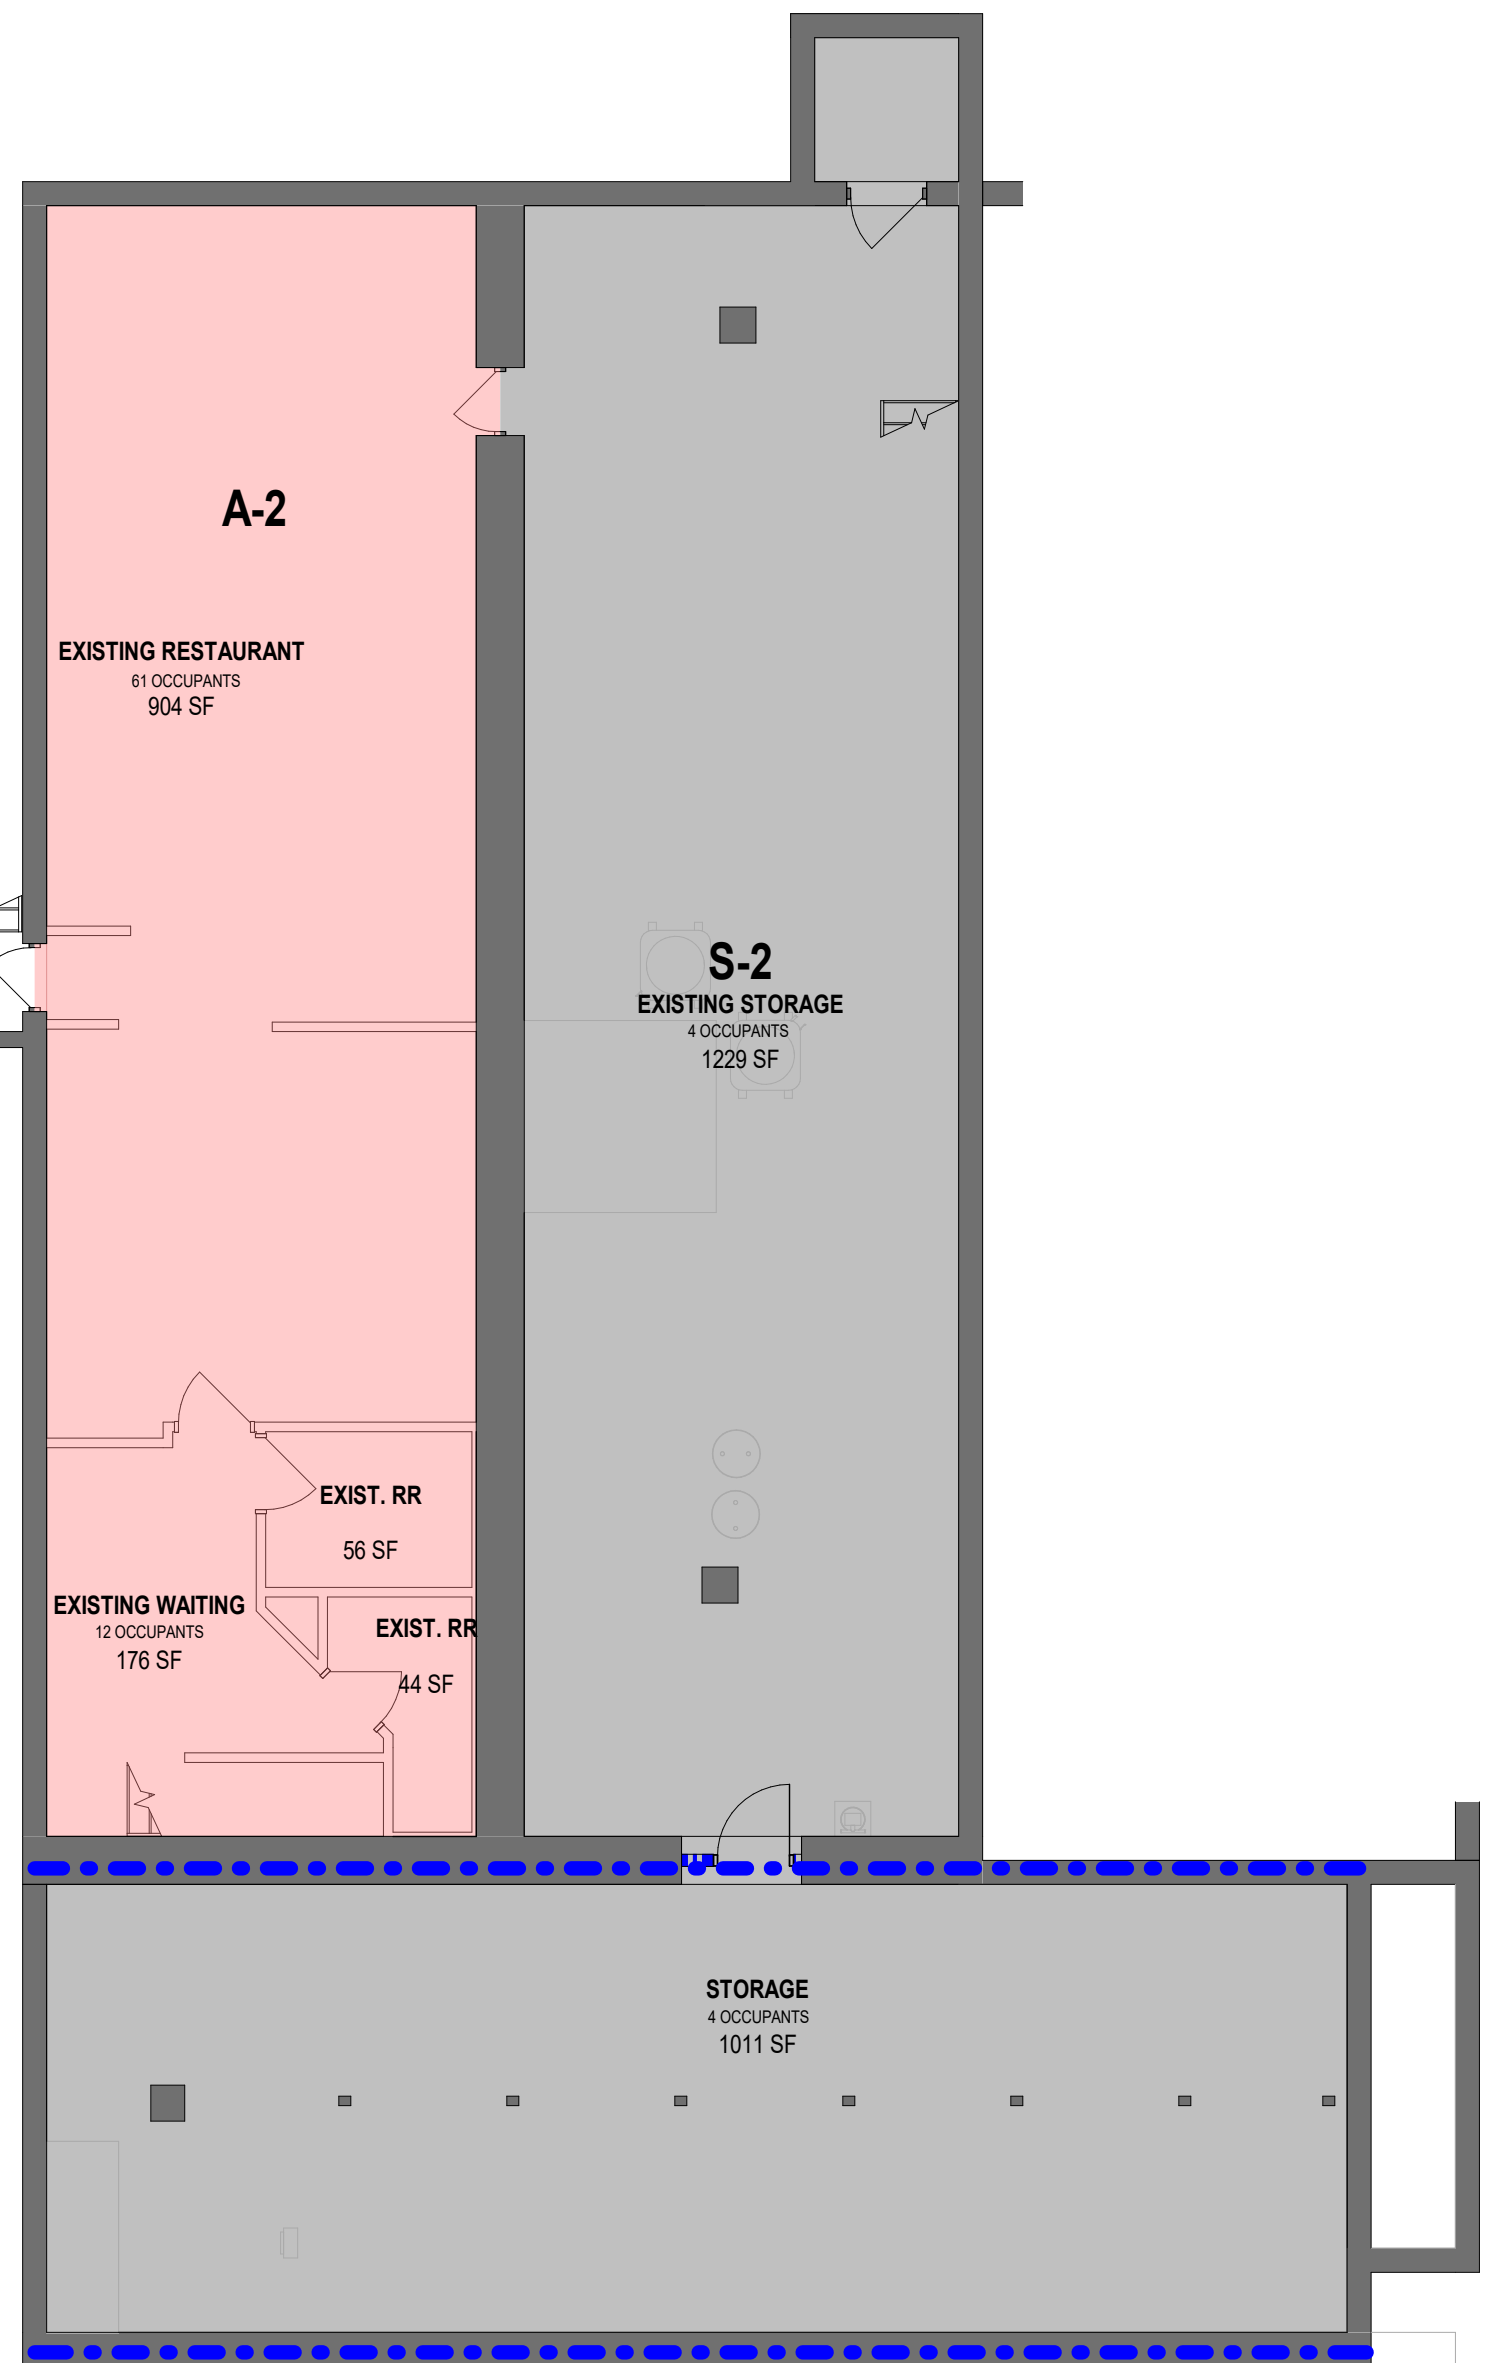 A-2
EXISTING RESTAURANT
61 OCCUPANTS
904 SF
S-2
EXISTING STORAGE
4 OCCUPANTS
1229 SF
EXIST. RR
56 SF
EXISTING WAITING
12 OCCUPANTS
176 SF
EXIST. RR
44 SF
STORAGE
4 OCCUPANTS
1011 SF